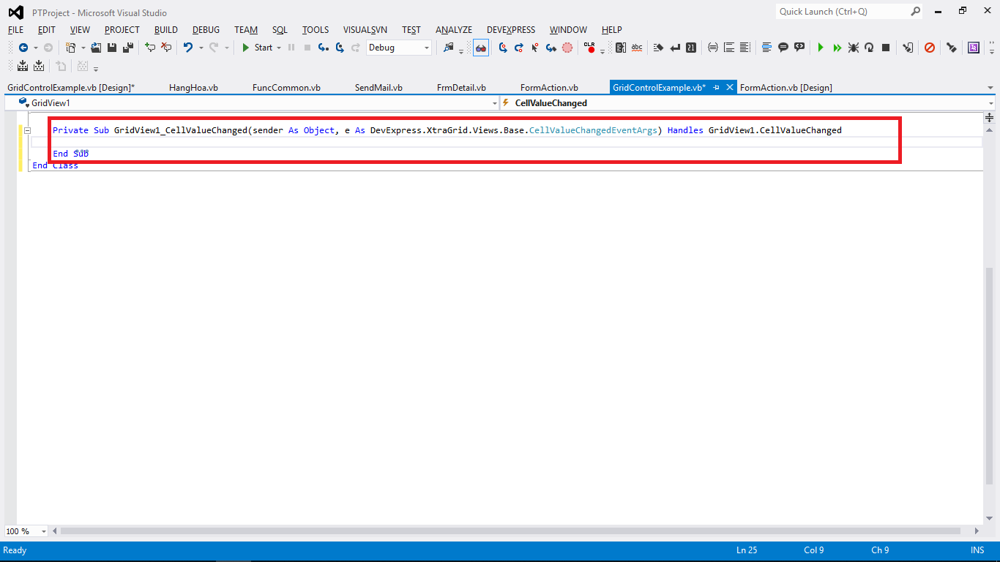 PTProject - Microsoft Visual Studio
Quick Launch (Ctrl+Q)
FILE EDIT VIEW PROJECT BUILD DEBUG TEAM SQL TOOLS VISUALSVN TEST ANALYZE DEVEXPRESS WINDOW HELP
Start Debug CLR abc 21
GridControlExample.vb [Design]* HangHoa.vb FuncCommon.vb SendMail.vb FrmDetail.vb FormAction.vb GridControlExample.vb* FormAction.vb [Design]
GridView1 CellValueChanged
Private Sub GridView1_CellValueChanged(sender As Object, e As DevExpress.XtraGrid.Views.Base.CellValueChangedEventArgs) Handles GridView1.CellValueChanged
End Sub
End Class
100 %
Ready Ln 25 Col 9 Ch 9 INS